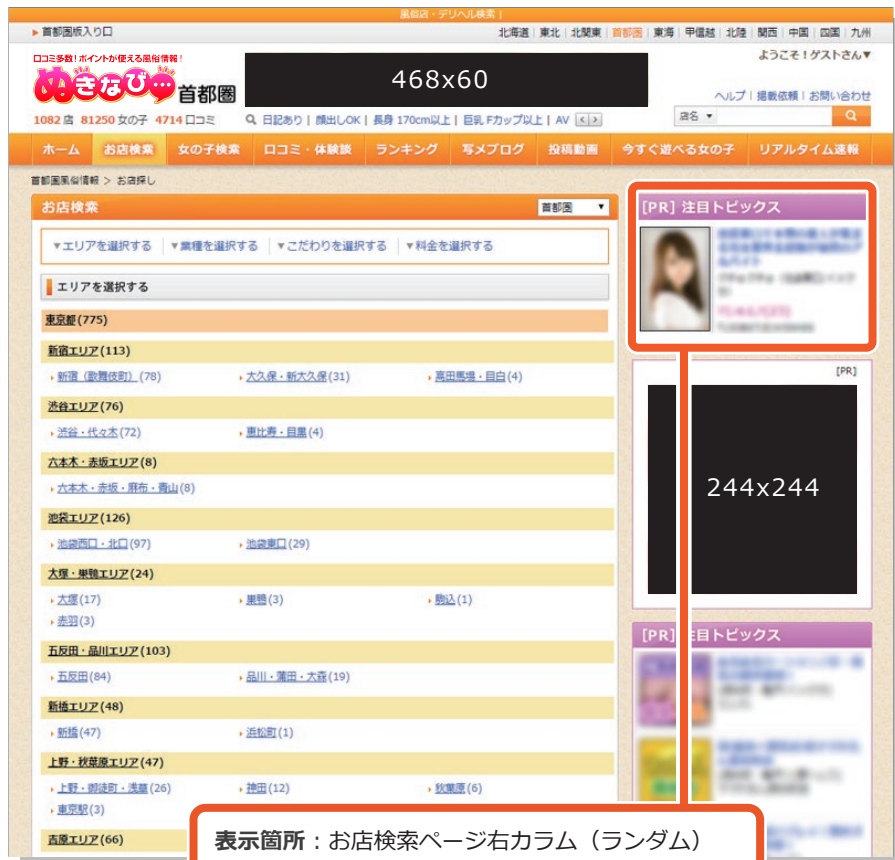 風俗店・デリヘル検索 |
首都圏版入り口
北海道 | 東北 | 北関東 | 首都圏 | 東海 | 甲信越 | 北陸 | 関西 | 中国 | 四国 | 九州
口コミ多数!ポイントが使える風俗情報!
ようこそ!ゲストさん▼
ぬきなび 首都圏
468x60
ヘルプ | 掲載依頼 | お問い合わせ
1082 店 81250 女の子 4714 口コミ
日記あり | 顔出しOK | 長身 170cm以上 | 巨乳 Fカップ以上 | AV
店名 ▼
ホーム お店検索 女の子検索 口コミ・体験談 ランキング 写メブログ 投稿動画 今すぐ遊べる女の子 リアルタイム速報
首都圏風俗情報 > お店探し
お店検索 首都圏 ▼
▼エリアを選択する ▼業種を選択する ▼こだわりを選択する ▼料金を選択する
エリアを選択する
東京都(775)
新宿エリア(113)
新宿（歌舞伎町）(78) 大久保・新大久保(31) 高田馬場・目白(4)
渋谷エリア(76)
渋谷・代々木(72) 恵比寿・目黒(4)
六本木・赤坂エリア(8)
六本木・赤坂・麻布・青山(8)
池袋エリア(126)
池袋西口・北口(97) 池袋東口(29)
大塚・巣鴨エリア(24)
大塚(17) 巣鴨(3) 駒込(1)
赤羽(3)
五反田・品川エリア(103)
五反田(84) 品川・蒲田・大森(19)
新橋エリア(48)
新橋(47) 浜松町(1)
上野・秋葉原エリア(47)
上野・御徒町・浅草(26) 神田(12) 秋葉原(6)
東京駅(3)
吉原エリア(66)
[PR] 注目トピックス
[PR]
244x244
[PR] 注目トピックス
表示箇所：お店検索ページ右カラム（ランダム）